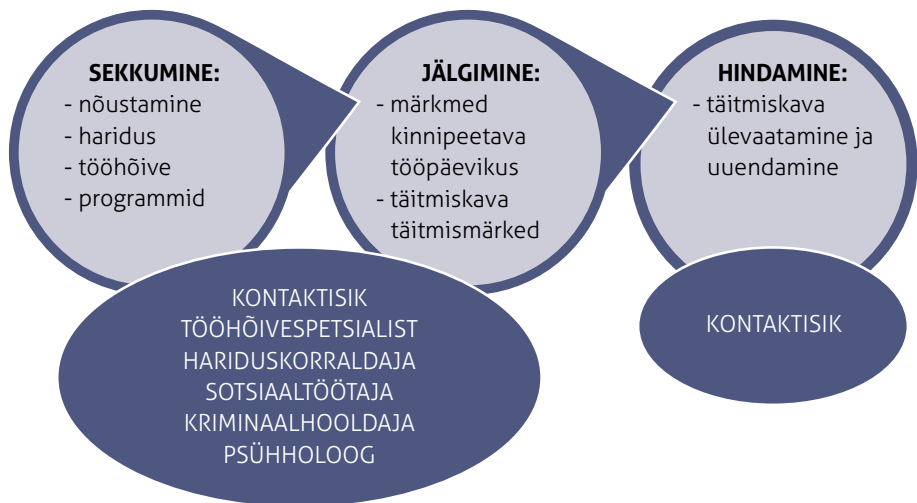 SEKKUMINE:
- nõustamine
- haridus
- tööhõive
- programmid
JÄLGIMINE:
- märkmed
kinnipeetava
tööpäevikus
- täitmiskava
täitmismärked
HINDAMINE:
- täitmiskava
ülevaatamine ja
uuendamine
KONTAKTISIK
TÖÖHÕIVESPETSIALIST
HARIDUSKORRALDAJA
SOTSIAALTÖÖTAJA
KRIMINAALHOOLDAJA
PSÜHHOLOOG
KONTAKTISIK